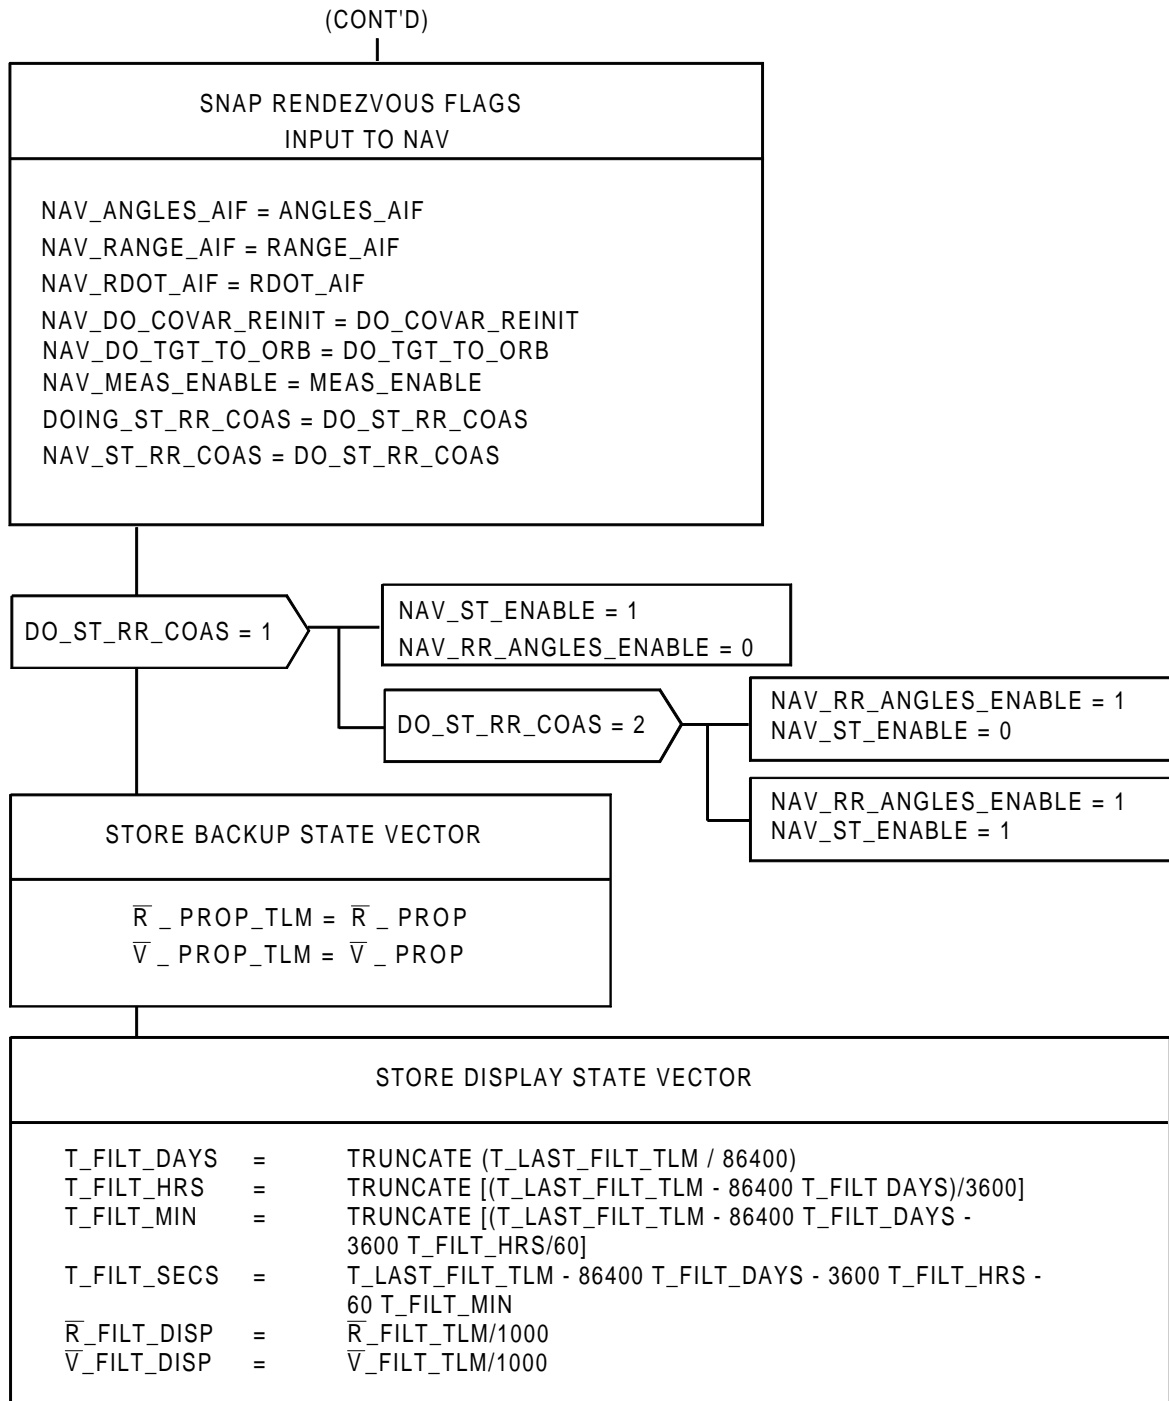 (CONT'D)
SNAP RENDEZVOUS FLAGS
INPUT TO NAV
NAV_ANGLES_AIF = ANGLES_AIF
NAV_RANGE_AIF = RANGE_AIF
NAV_RDOT_AIF = RDOT_AIF
NAV_DO_COVAR_REINIT = DO_COVAR_REINIT
NAV_DO_TGT_TO_ORB = DO_TGT_TO_ORB
NAV_MEAS_ENABLE = MEAS_ENABLE
DOING_ST_RR_COAS = DO_ST_RR_COAS
NAV_ST_RR_COAS = DO_ST_RR_COAS
DO_ST_RR_COAS = 1
NAV_ST_ENABLE = 1
NAV_RR_ANGLES_ENABLE = 0
DO_ST_RR_COAS = 2
NAV_RR_ANGLES_ENABLE = 1
NAV_ST_ENABLE = 0
NAV_RR_ANGLES_ENABLE = 1
NAV_ST_ENABLE = 1
STORE BACKUP STATE VECTOR
R̅ _ PROP_TLM = R̅ _ PROP
V̅ _ PROP_TLM = V̅ _ PROP
STORE DISPLAY STATE VECTOR
T_FILT_DAYS = TRUNCATE (T_LAST_FILT_TLM / 86400)
T_FILT_HRS = TRUNCATE [(T_LAST_FILT_TLM - 86400 T_FILT DAYS)/3600]
T_FILT_MIN = TRUNCATE [(T_LAST_FILT_TLM - 86400 T_FILT_DAYS -
3600 T_FILT_HRS/60]
T_FILT_SECS = T_LAST_FILT_TLM - 86400 T_FILT_DAYS - 3600 T_FILT_HRS -
60 T_FILT_MIN
R̅_FILT_DISP = R̅_FILT_TLM/1000
V̅_FILT_DISP = V̅_FILT_TLM/1000